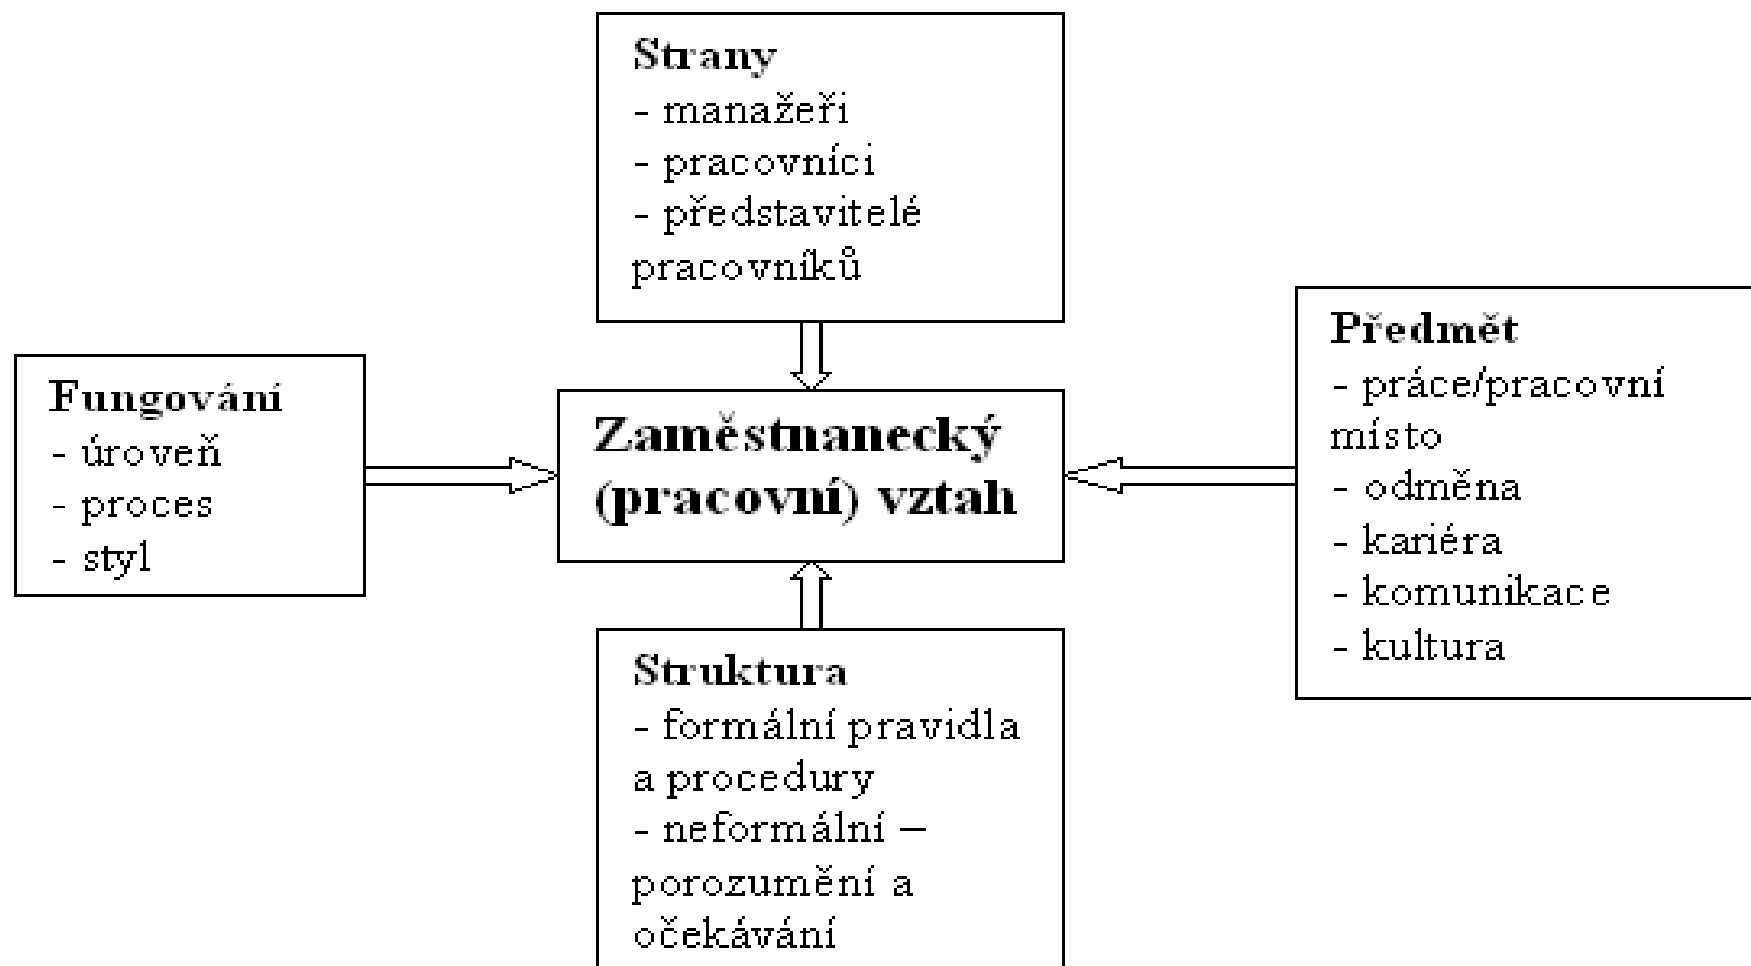 Strany
- manažeři
- pracovníci
- představitelé
pracovníků
Fungování
- úroveň
- proces
- styl
Zaměstnanecký
(pracovní) vztah
Předmět
- práce/pracovní
místo
- odměna
- kariéra
- komunikace
- kultura
Struktura
- formální pravidla
a procedury
- neformální –
porozumění a
očekávání